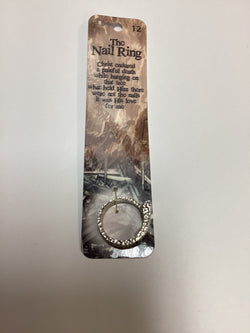 12
The
Nail Ring
Christ endured
a painful death
while hanging on
that tree
what held Him there
were not the nails
it was His love
for me